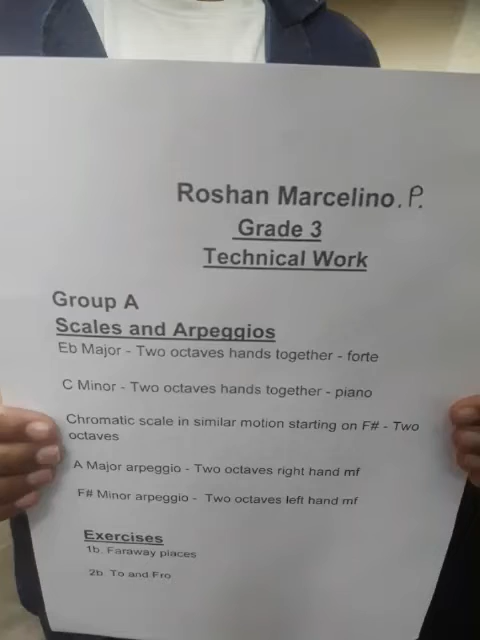 Roshan Marcelino.P.
Grade 3
Technical Work
Group A
Scales and Arpeggios
Eb Major - Two octaves hands together - forte
C Minor - Two octaves hands together - piano
Chromatic scale in similar motion starting on F# - Two
octaves
A Major arpeggio - Two octaves right hand mf
F# Minor arpeggio - Two octaves left hand mf
Exercises
1b. Faraway places
2b. To and Fro